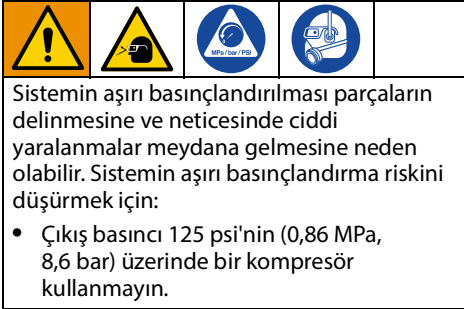 MPa / bar / PSI
Sistemin aşırı basınçlandırılması parçaların
delinmesine ve neticesinde ciddi
yaralanmalar meydana gelmesine neden
olabilir. Sistemin aşırı basınçlandırma riskini
düşürmek için:
• Çıkış basıncı 125 psi'nin (0,86 MPa,
8,6 bar) üzerinde bir kompresör
kullanmayın.